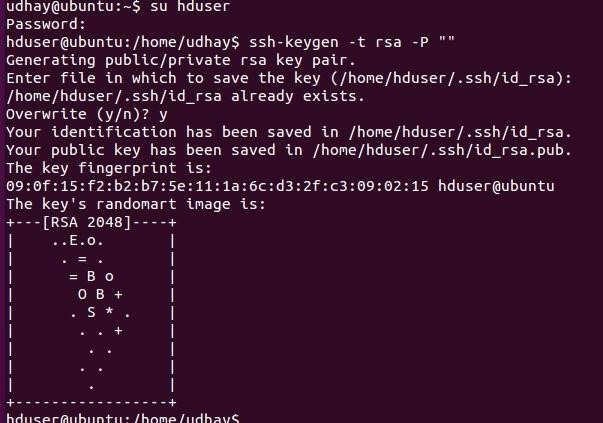 udhay@ubuntu:~$ su hduser
Password:
hduser@ubuntu:/home/udhay$ ssh-keygen -t rsa -P ""
Generating public/private rsa key pair.
Enter file in which to save the key (/home/hduser/.ssh/id_rsa):
/home/hduser/.ssh/id_rsa already exists.
Overwrite (y/n)? y
Your identification has been saved in /home/hduser/.ssh/id_rsa.
Your public key has been saved in /home/hduser/.ssh/id_rsa.pub.
The key fingerprint is:
09:0f:15:f2:b2:b7:5e:11:1a:6c:d3:2f:c3:09:02:15 hduser@ubuntu
The key's randomart image is:
+---[RSA 2048]----+
|    ..E.o.       |
|     . = .       |
|      = B o      |
|       O B +     |
|      . S * .    |
|       . . +     |
|        . .      |
|       . .       |
|        .        |
+-----------------+
hduser@ubuntu:/home/udhay$